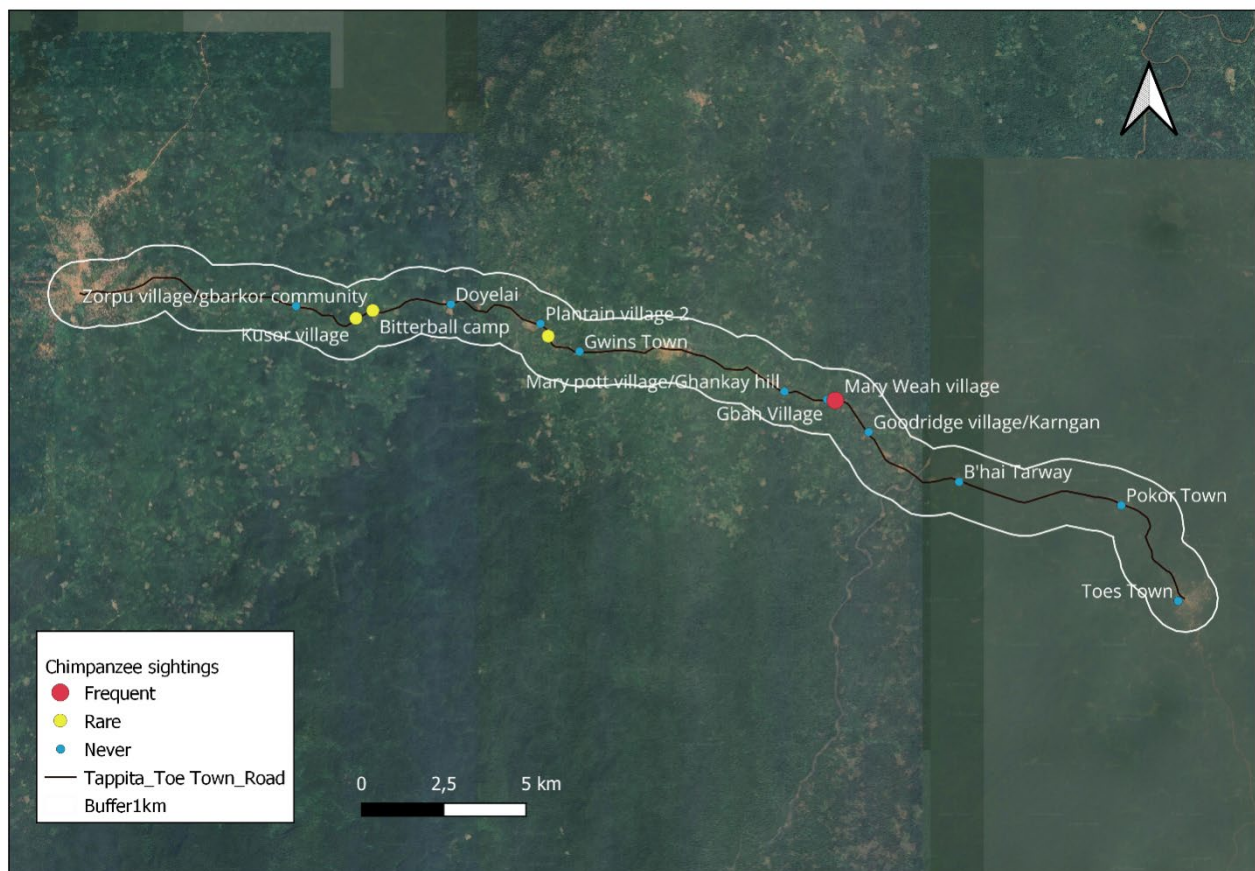 Zorpu village/gbarkor community
Kusor village
Bitterball camp
Doyelai
Plantain village 2
Gwins Town
Mary pott village/Ghankay hill
Mary Weah village
Gbah Village
Goodridge village/Karngan
B'hai Tarway
Pokor Town
Toes Town
Chimpanzee sightings
Frequent
Rare
Never
Tappita_Toe Town_Road
Buffer1km
0 2,5 5 km